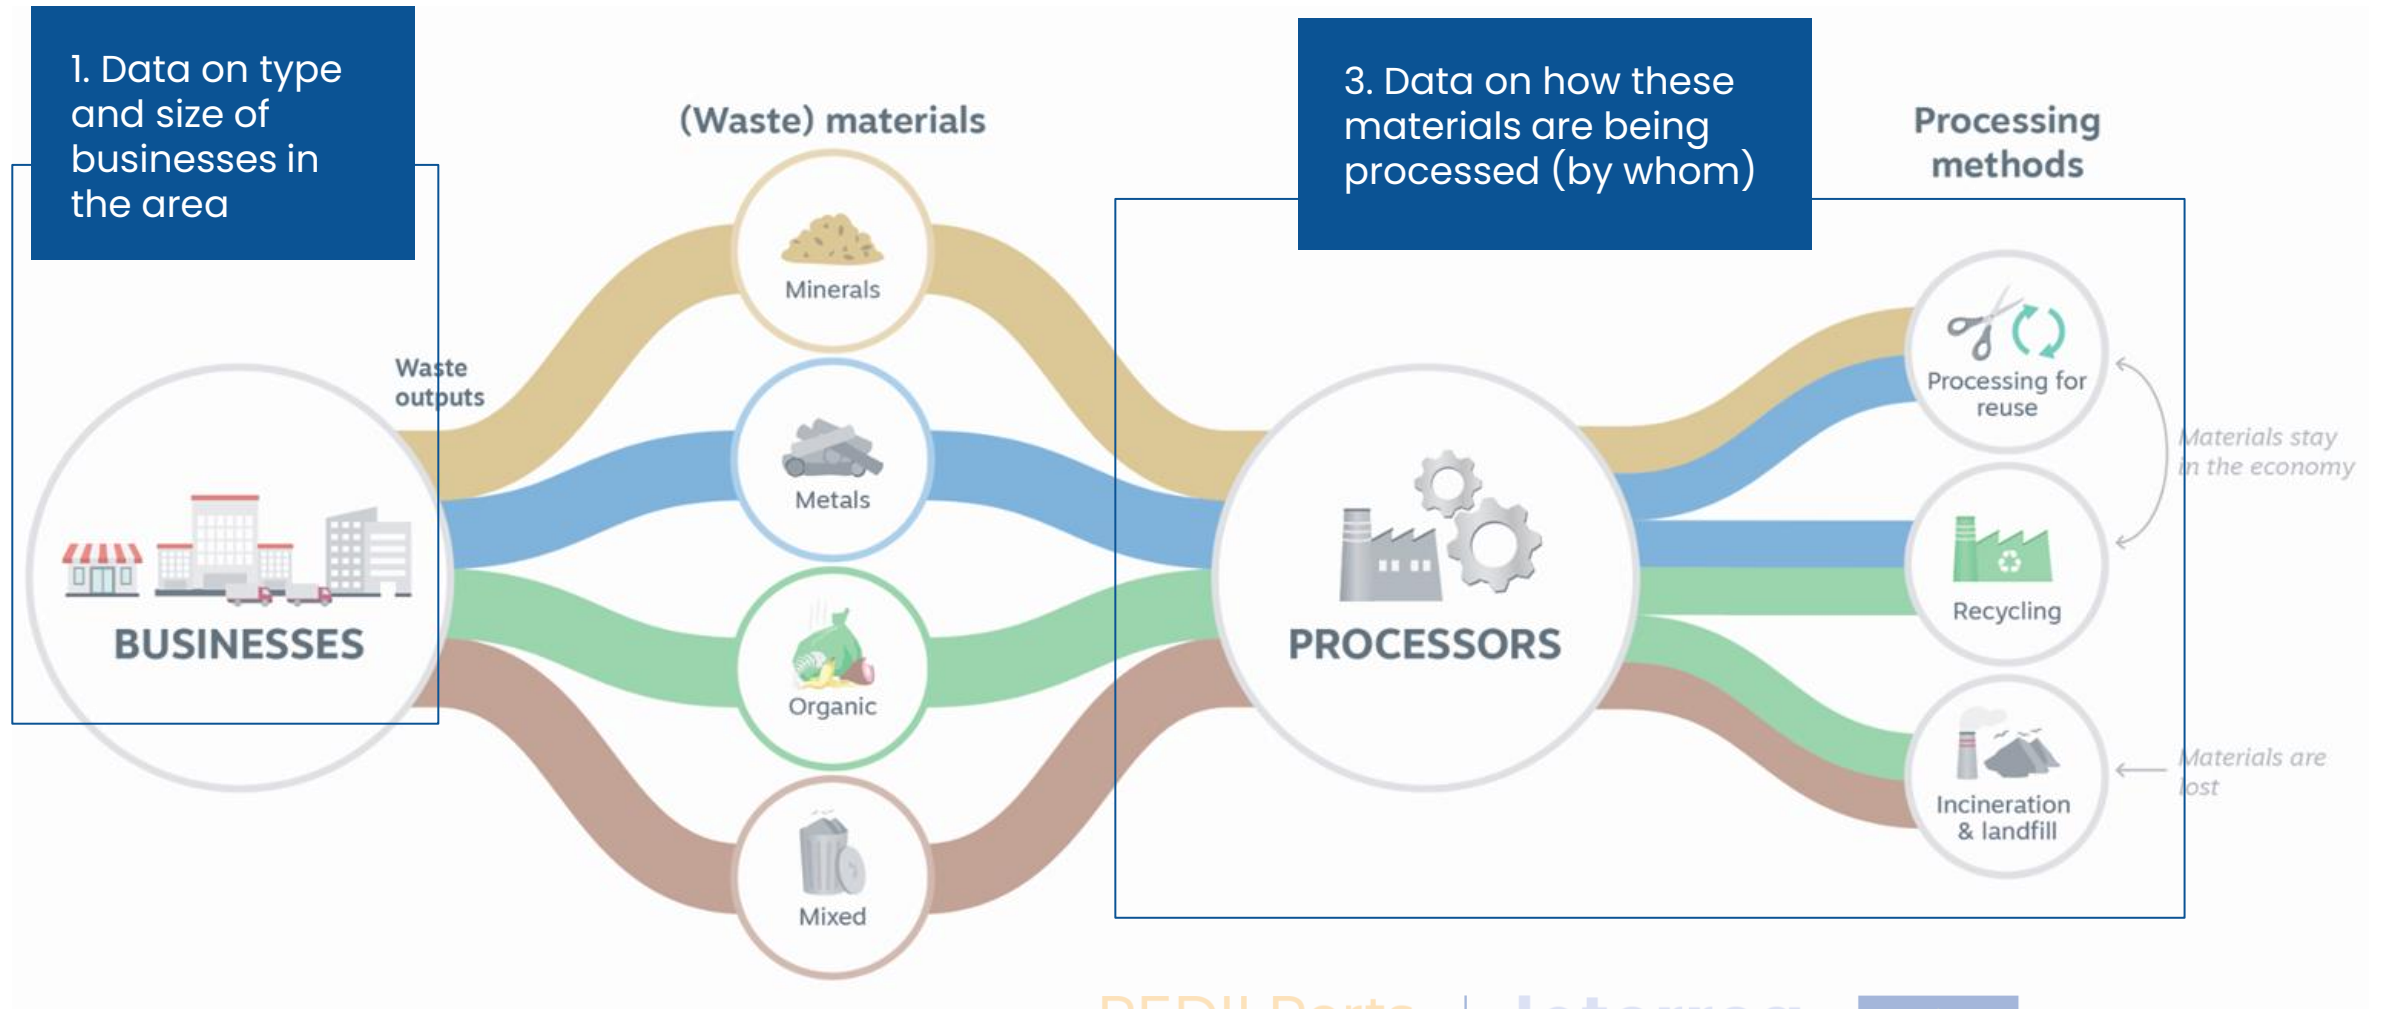 1. Data on type
and size of
businesses in
the area
3. Data on how these
materials are being
processed (by whom)
(Waste) materials
Processing
methods
Minerals
Waste
outputs
Metals
Processing for
reuse
Materials stay
in the economy
BUSINESSES
PROCESSORS
Recycling
Organic
Materials are
lost
Incineration
& landfill
Mixed